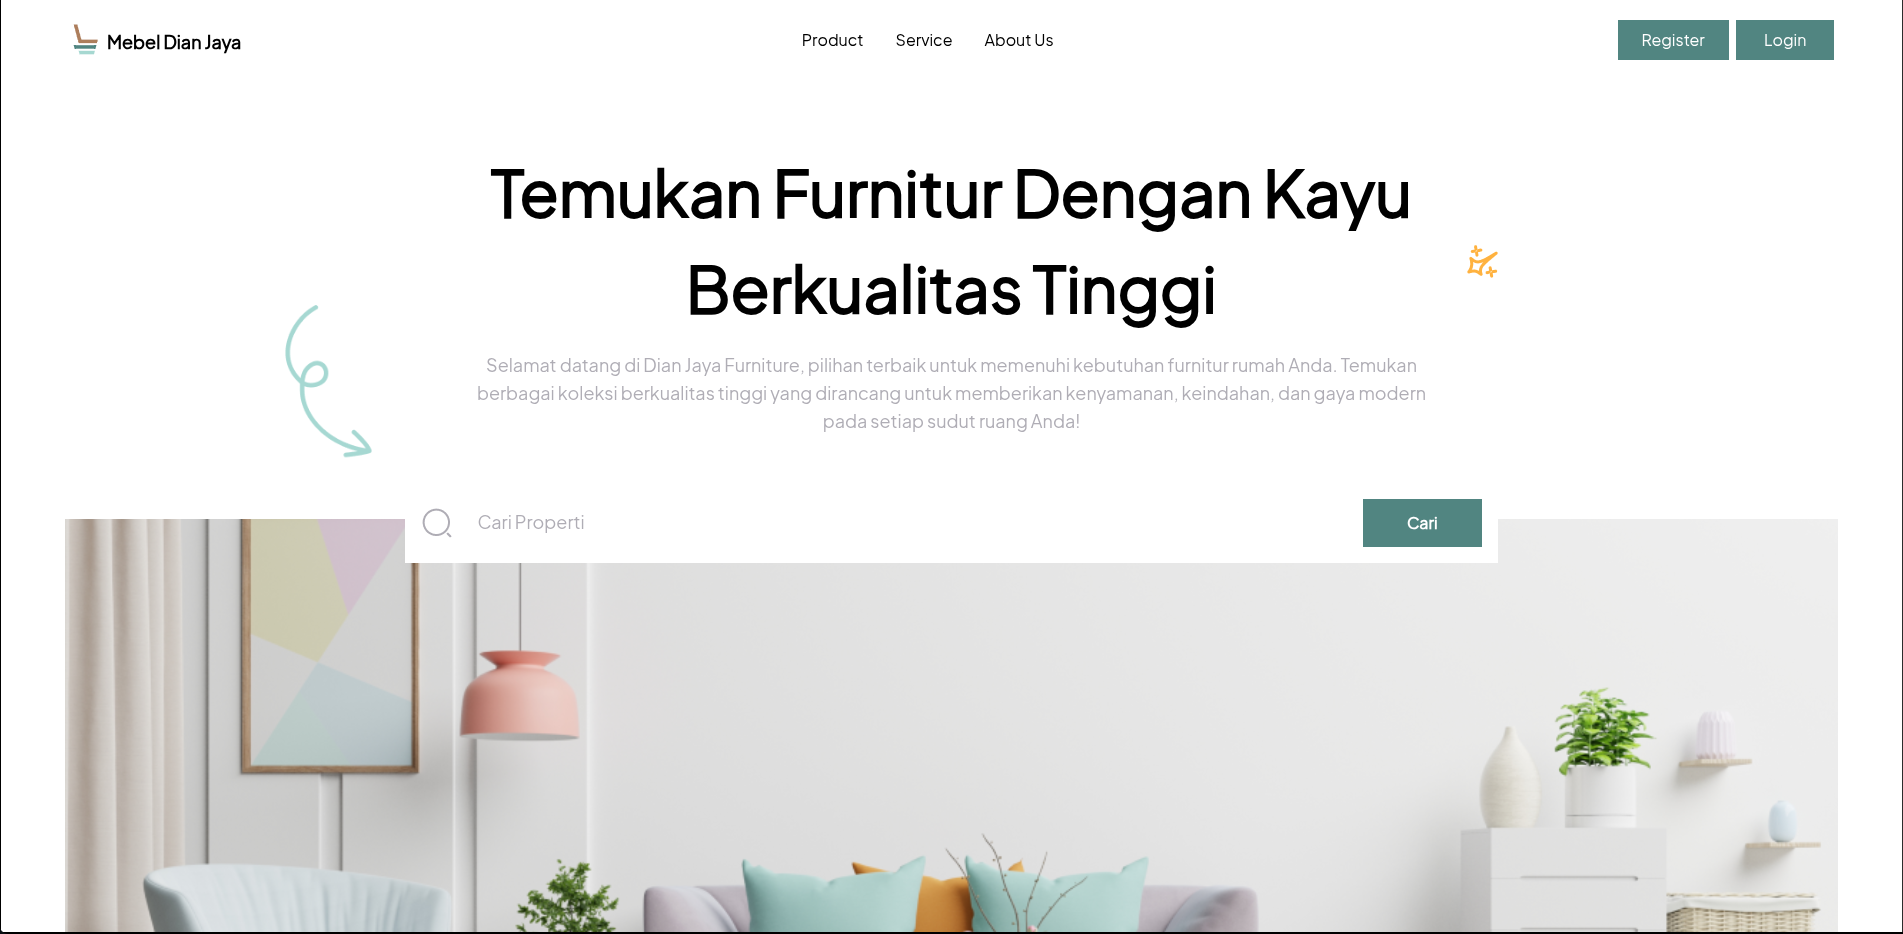 Mebel Dian Jaya
Product Service About Us
Register Login
Temukan Furnitur Dengan Kayu
Berkualitas Tinggi
Selamat datang di Dian Jaya Furniture, pilihan terbaik untuk memenuhi kebutuhan furnitur rumah Anda. Temukan
berbagai koleksi berkualitas tinggi yang dirancang untuk memberikan kenyamanan, keindahan, dan gaya modern
pada setiap sudut ruang Anda!
Cari Properti
Cari